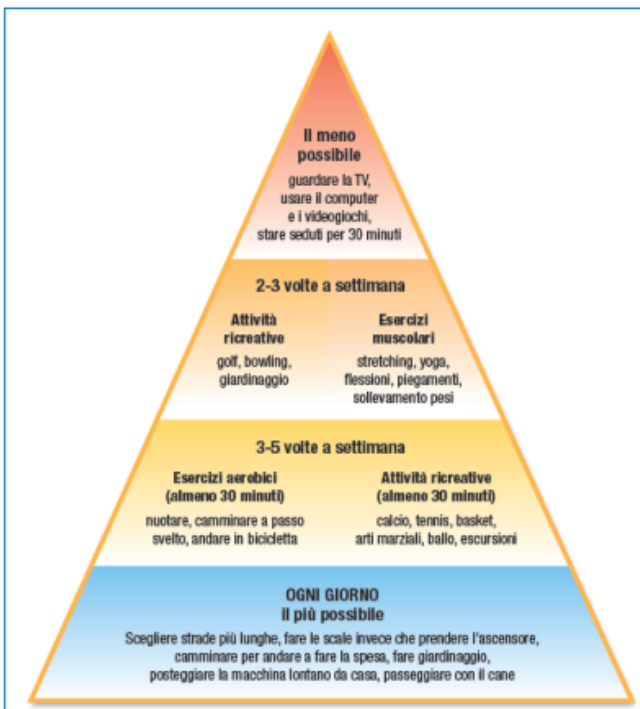 Il meno
possibile
guardare la TV,
usare il computer
e i videogiochi,
stare seduti per 30 minuti
2-3 volte a settimana
Attività
ricreative
golf, bowling,
giardinaggio
Esercizi
muscolari
stretching, yoga,
flessioni, piegamenti,
sollevamento pesi
3-5 volte a settimana
Esercizi aerobici
(almeno 30 minuti)
nuotare, camminare a passo
svelto, andare in bicicletta
Attività ricreative
(almeno 30 minuti)
calcio, tennis, basket,
arti marziali, ballo, escursioni
OGNI GIORNO
il più possibile
Scegliere strade più lunghe, fare le scale invece che prendere l'ascensore,
camminare per andare a fare la spesa, fare giardinaggio,
posteggiare la macchina lontano da casa, passeggiare con il cane